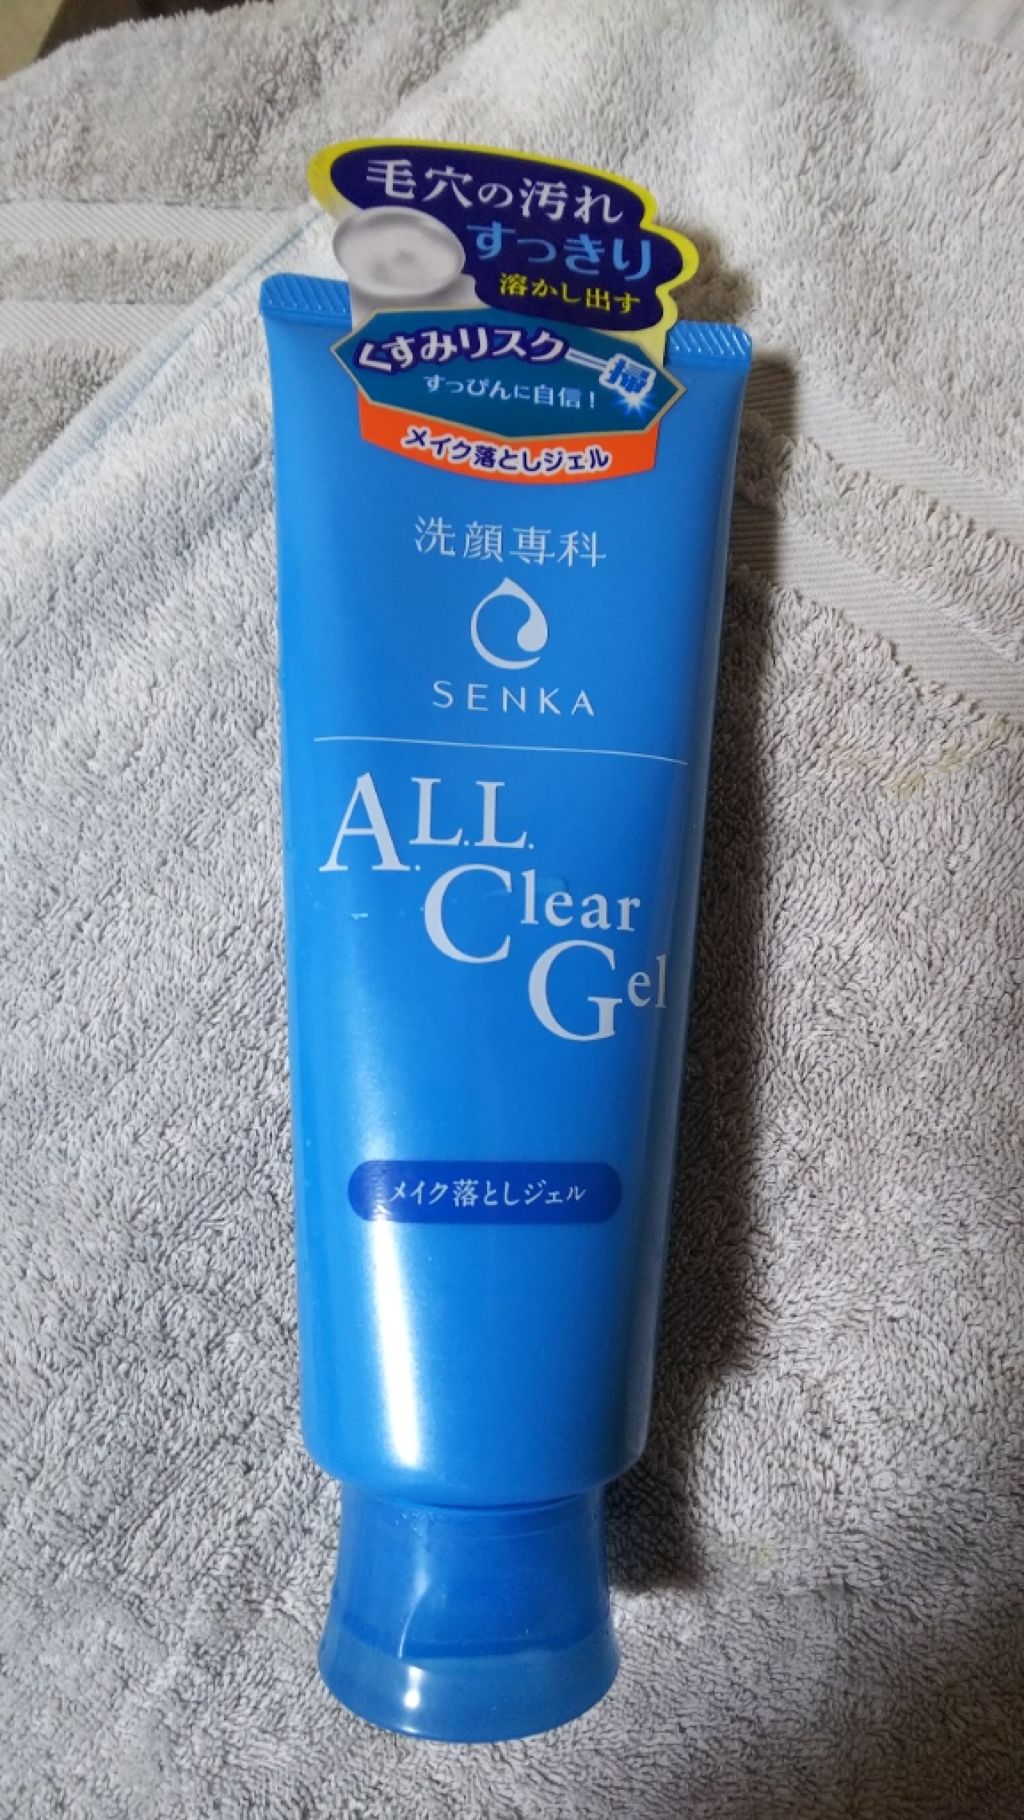 毛穴の汚れ
すっきり
溶かし出す
くすみリスク一掃
すっぴんに自信！
メイク落としジェル
洗顔専科
SENKA
A.L.L.
Clear
Gel
メイク落としジェル